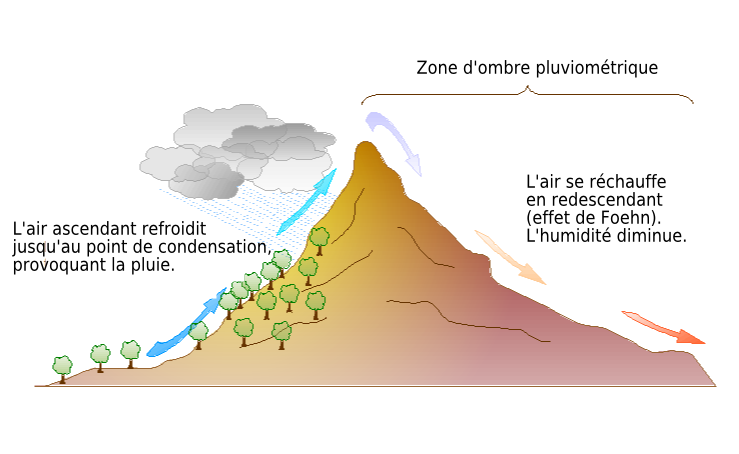 Zone d'ombre pluviométrique
L'air se réchauffe
en redescendant
(effet de Foehn).
L'humidité diminue.
L'air ascendant refroidit
jusqu'au point de condensation,
provoquant la pluie.